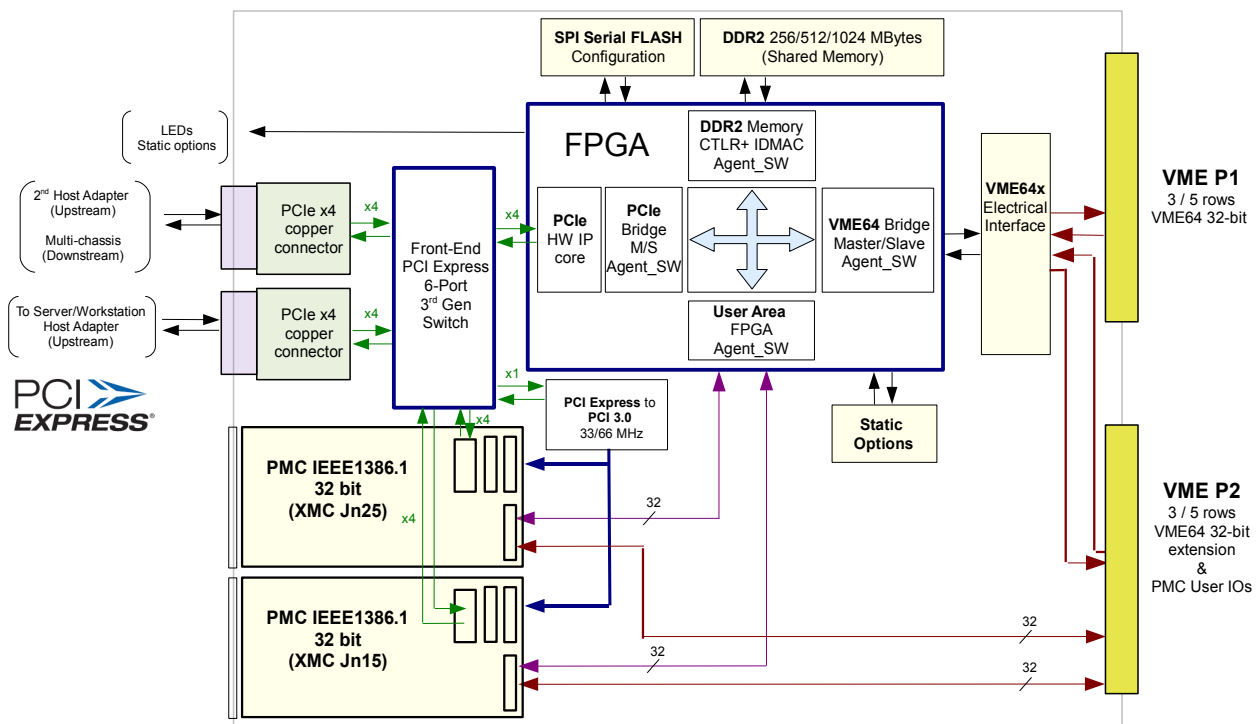 SPI Serial FLASH
Configuration
DDR2 256/512/1024 MBytes
(Shared Memory)
LEDs
Static options
FPGA
DDR2 Memory
CTLR+ IDMAC
Agent_SW
2nd Host Adapter
(Upstream)
Multi-chassis
(Downstream)
PCIe x4
copper
connector
x4
Front-End
PCI Express
6-Port
3rd Gen
Switch
x4
PCIe
HW IP
core
PCIe
Bridge
M/S
Agent_SW
VME64 Bridge
Master/Slave
Agent_SW
VME64x
Electrical
Interface
VME P1
3 / 5 rows
VME64 32-bit
To Server/Workstation
Host Adapter
(Upstream)
PCIe x4
copper
connector
x4
User Area
FPGA
Agent_SW
PCI
EXPRESS®
x1
PCI Express to
PCI 3.0
33/66 MHz
x4
Static
Options
PMC IEEE1386.1
32 bit
(XMC Jn25)
x4
32
VME P2
3 / 5 rows
VME64 32-bit
extension
&
PMC User IOs
PMC IEEE1386.1
32 bit
(XMC Jn15)
32
32
32